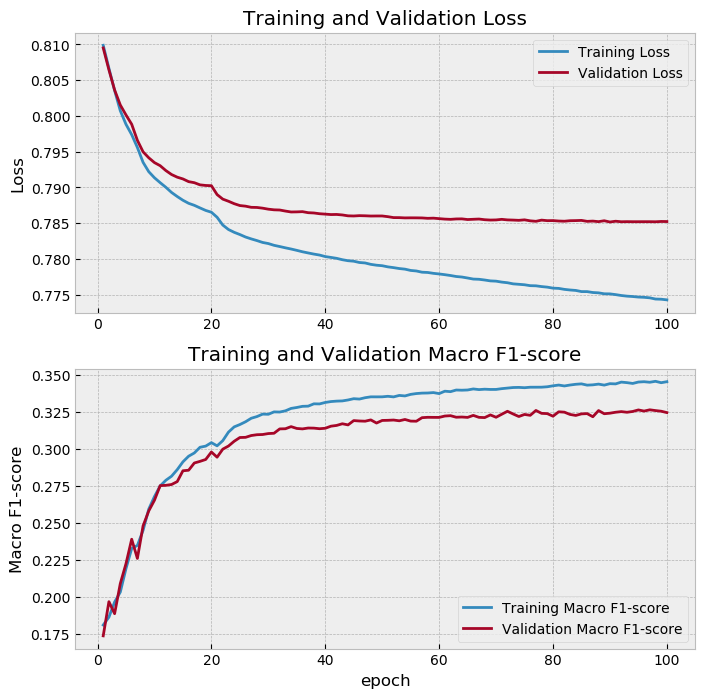 Training and Validation Loss
0.810
0.805
0.800
0.795
0.790
0.785
0.780
0.775
Loss
Training Loss
Validation Loss
0 20 40 60 80 100
Training and Validation Macro F1-score
0.350
0.325
0.300
0.275
0.250
0.225
0.200
0.175
Macro F1-score
Training Macro F1-score
Validation Macro F1-score
0 20 40 60 80 100
epoch